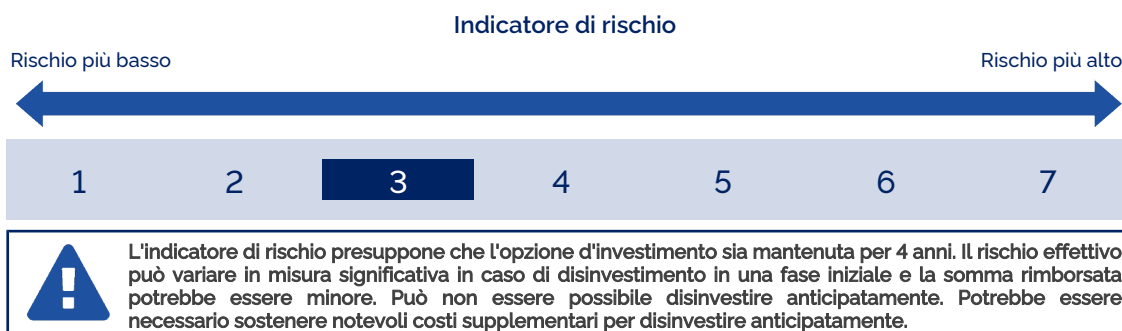 Indicatore di rischio
Rischio più basso Rischio più alto
1 2 3 4 5 6 7
L'indicatore di rischio presuppone che l'opzione d'investimento sia mantenuta per 4 anni. Il rischio effettivo
può variare in misura significativa in caso di disinvestimento in una fase iniziale e la somma rimborsata
potrebbe essere minore. Può non essere possibile disinvestire anticipatamente. Potrebbe essere
necessario sostenere notevoli costi supplementari per disinvestire anticipatamente.